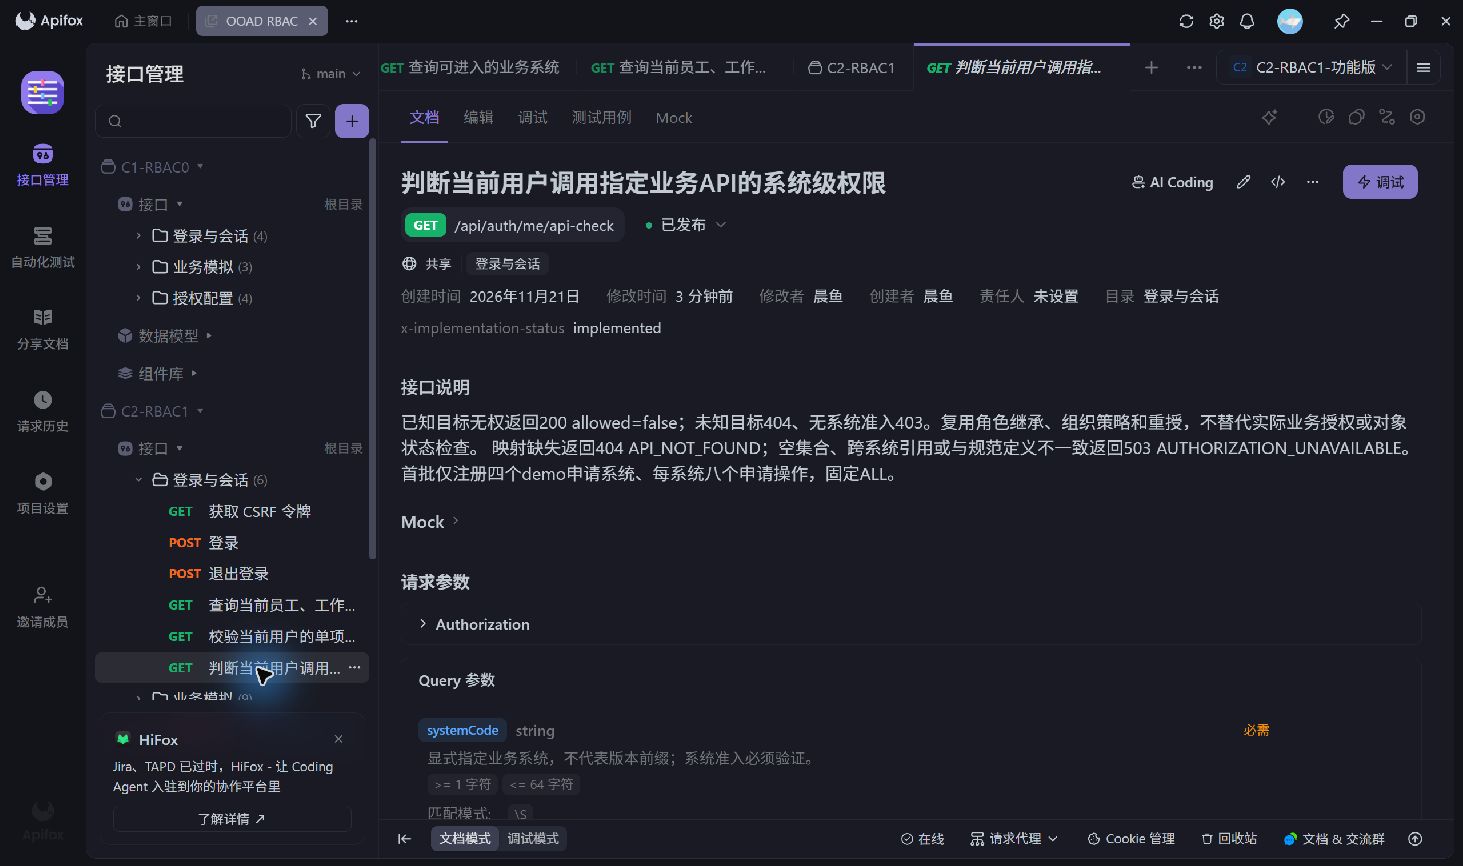 Apifox
主窗口
OOAD RBAC
接口管理
main
GET 查询可进入的业务系统
GET 查询当前员工、工作...
C2-RBAC1
GET 判断当前用户调用指...
C2 C2-RBAC1-功能版
接口管理
自动化测试
分享文档
请求历史
项目设置
邀请成员
Apifox
C1-RBAC0
接口 根目录
登录与会话 (4)
业务模拟 (3)
授权配置 (4)
数据模型
组件库
C2-RBAC1
接口 根目录
登录与会话 (6)
GET 获取 CSRF 令牌
POST 登录
POST 退出登录
GET 查询当前员工、工作...
GET 校验当前用户的单项...
GET 判断当前用户调用...
业务模拟 (9)
HiFox
Jira、TAPD 已过时，HiFox - 让 Coding
Agent 入驻到你的协作平台里
了解详情 ↗
文档 编辑 调试 测试用例 Mock
判断当前用户调用指定业务API的系统级权限
AI Coding
调试
GET /api/auth/me/api-check
已发布
共享 登录与会话
创建时间 2026年11月21日 修改时间 3 分钟前 修改者 晨鱼 创建者 晨鱼 责任人 未设置 目录 登录与会话
x-implementation-status implemented
接口说明
已知目标无权返回200 allowed=false；未知目标404、无系统准入403。复用角色继承、组织策略和重授，不替代实际业务授权或对象
状态检查。 映射缺失返回404 API_NOT_FOUND；空集合、跨系统引用或与规范定义不一致返回503 AUTHORIZATION_UNAVAILABLE。
首批仅注册四个demo申请系统、每系统八个申请操作，固定ALL。
Mock
请求参数
Authorization
Query 参数
systemCode string 必需
显式指定业务系统，不代表版本前缀；系统准入必须验证。
>= 1 字符 <= 64 字符
匹配模式: \S
文档模式 调试模式
在线 请求代理 Cookie 管理 回收站 文档 & 交流群